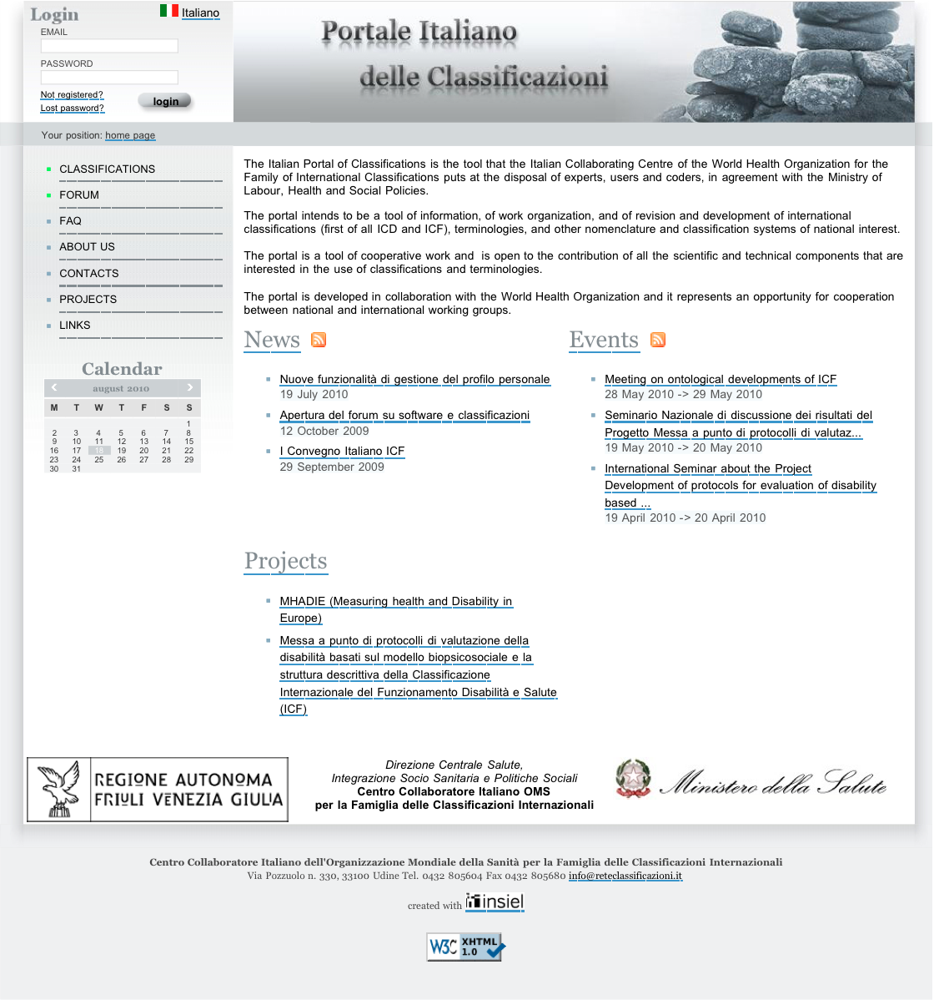 Login
Italiano
EMAIL
PASSWORD
Not registered?
Lost password?
login
Portale Italiano
delle Classificazioni
Your position: home page
CLASSIFICATIONS
FORUM
FAQ
ABOUT US
CONTACTS
PROJECTS
LINKS
Calendar
august 2010
M T W T F S S
1
2 3 4 5 6 7 8
9 10 11 12 13 14 15
16 17 18 19 20 21 22
23 24 25 26 27 28 29
30 31
The Italian Portal of Classifications is the tool that the Italian Collaborating Centre of the World Health Organization for the
Family of International Classifications puts at the disposal of experts, users and coders, in agreement with the Ministry of
Labour, Health and Social Policies.
The portal intends to be a tool of information, of work organization, and of revision and development of international
classifications (first of all ICD and ICF), terminologies, and other nomenclature and classification systems of national interest.
The portal is a tool of cooperative work and is open to the contribution of all the scientific and technical components that are
interested in the use of classifications and terminologies.
The portal is developed in collaboration with the World Health Organization and it represents an opportunity for cooperation
between national and international working groups.
News
Nuove funzionalità di gestione del profilo personale
19 July 2010
Apertura del forum su software e classificazioni
12 October 2009
I Convegno Italiano ICF
29 September 2009
Events
Meeting on ontological developments of ICF
28 May 2010 -> 29 May 2010
Seminario Nazionale di discussione dei risultati del
Progetto Messa a punto di protocolli di valutaz...
19 May 2010 -> 20 May 2010
International Seminar about the Project
Development of protocols for evaluation of disability
based ...
19 April 2010 -> 20 April 2010
Projects
MHADIE (Measuring health and Disability in
Europe)
Messa a punto di protocolli di valutazione della
disabilità basati sul modello biopsicosociale e la
struttura descrittiva della Classificazione
Internazionale del Funzionamento Disabilità e Salute
(ICF)
REGIONE AUTONOMA
FRIULI VENEZIA GIULIA
Direzione Centrale Salute,
Integrazione Socio Sanitaria e Politiche Sociali
Centro Collaboratore Italiano OMS
per la Famiglia delle Classificazioni Internazionali
Ministero della Salute
Centro Collaboratore Italiano dell'Organizzazione Mondiale della Sanità per la Famiglia delle Classificazioni Internazionali
Via Pozzuolo n. 330, 33100 Udine Tel. 0432 805604 Fax 0432 805680 info@reteclassificazioni.it
created with insiel
W3C XHTML
1.0